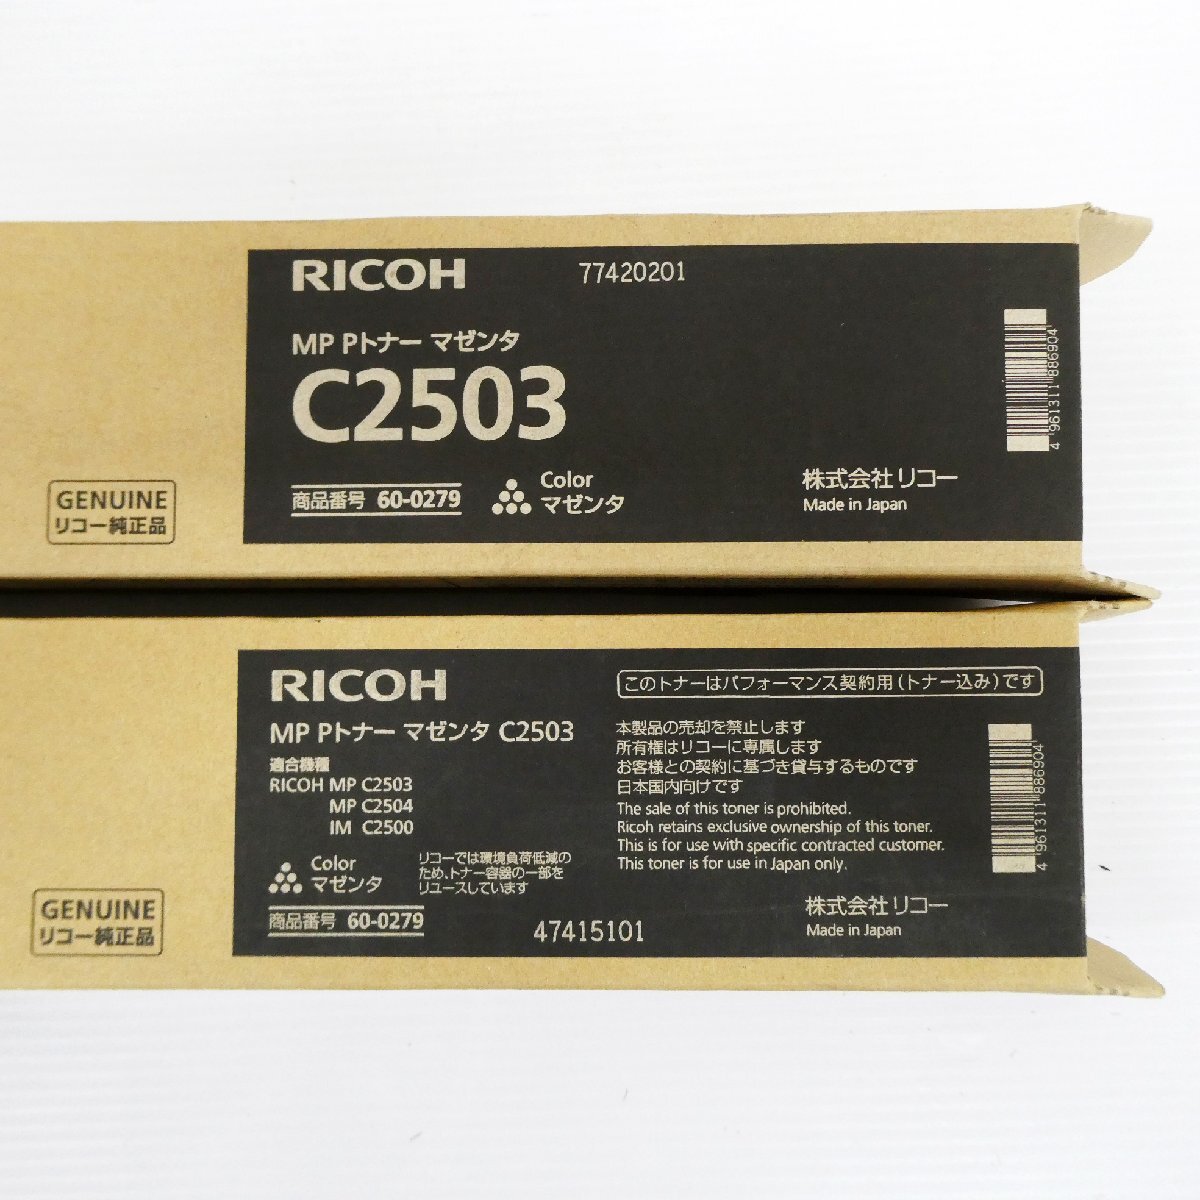 RICOH
77420201
MP Pトナー マゼンタ
C2503
商品番号 60-0279
Color
マゼンタ
株式会社リコー
Made in Japan
4 961311 886904
GENUINE
リコー純正品
RICOH
このトナーはパフォーマンス契約用(トナー込み)です
MP Pトナー マゼンタ C2503
適合機種
RICOH MP C2503
MP C2504
IM C2500
本製品の売却を禁止します
所有権はリコーに専属します
お客様との契約に基づき貸与するものです
日本国内向けです
The sale of this toner is prohibited.
Ricoh retains exclusive ownership of this toner.
This is for use with specific contracted customer.
This toner is for use in Japan only.
Color
マゼンタ
リコーでは環境負荷低減の
ため、トナー容器の一部を
リユースしています
商品番号 60-0279
47415101
株式会社リコー
Made in Japan
4 961311 886904
GENUINE
リコー純正品